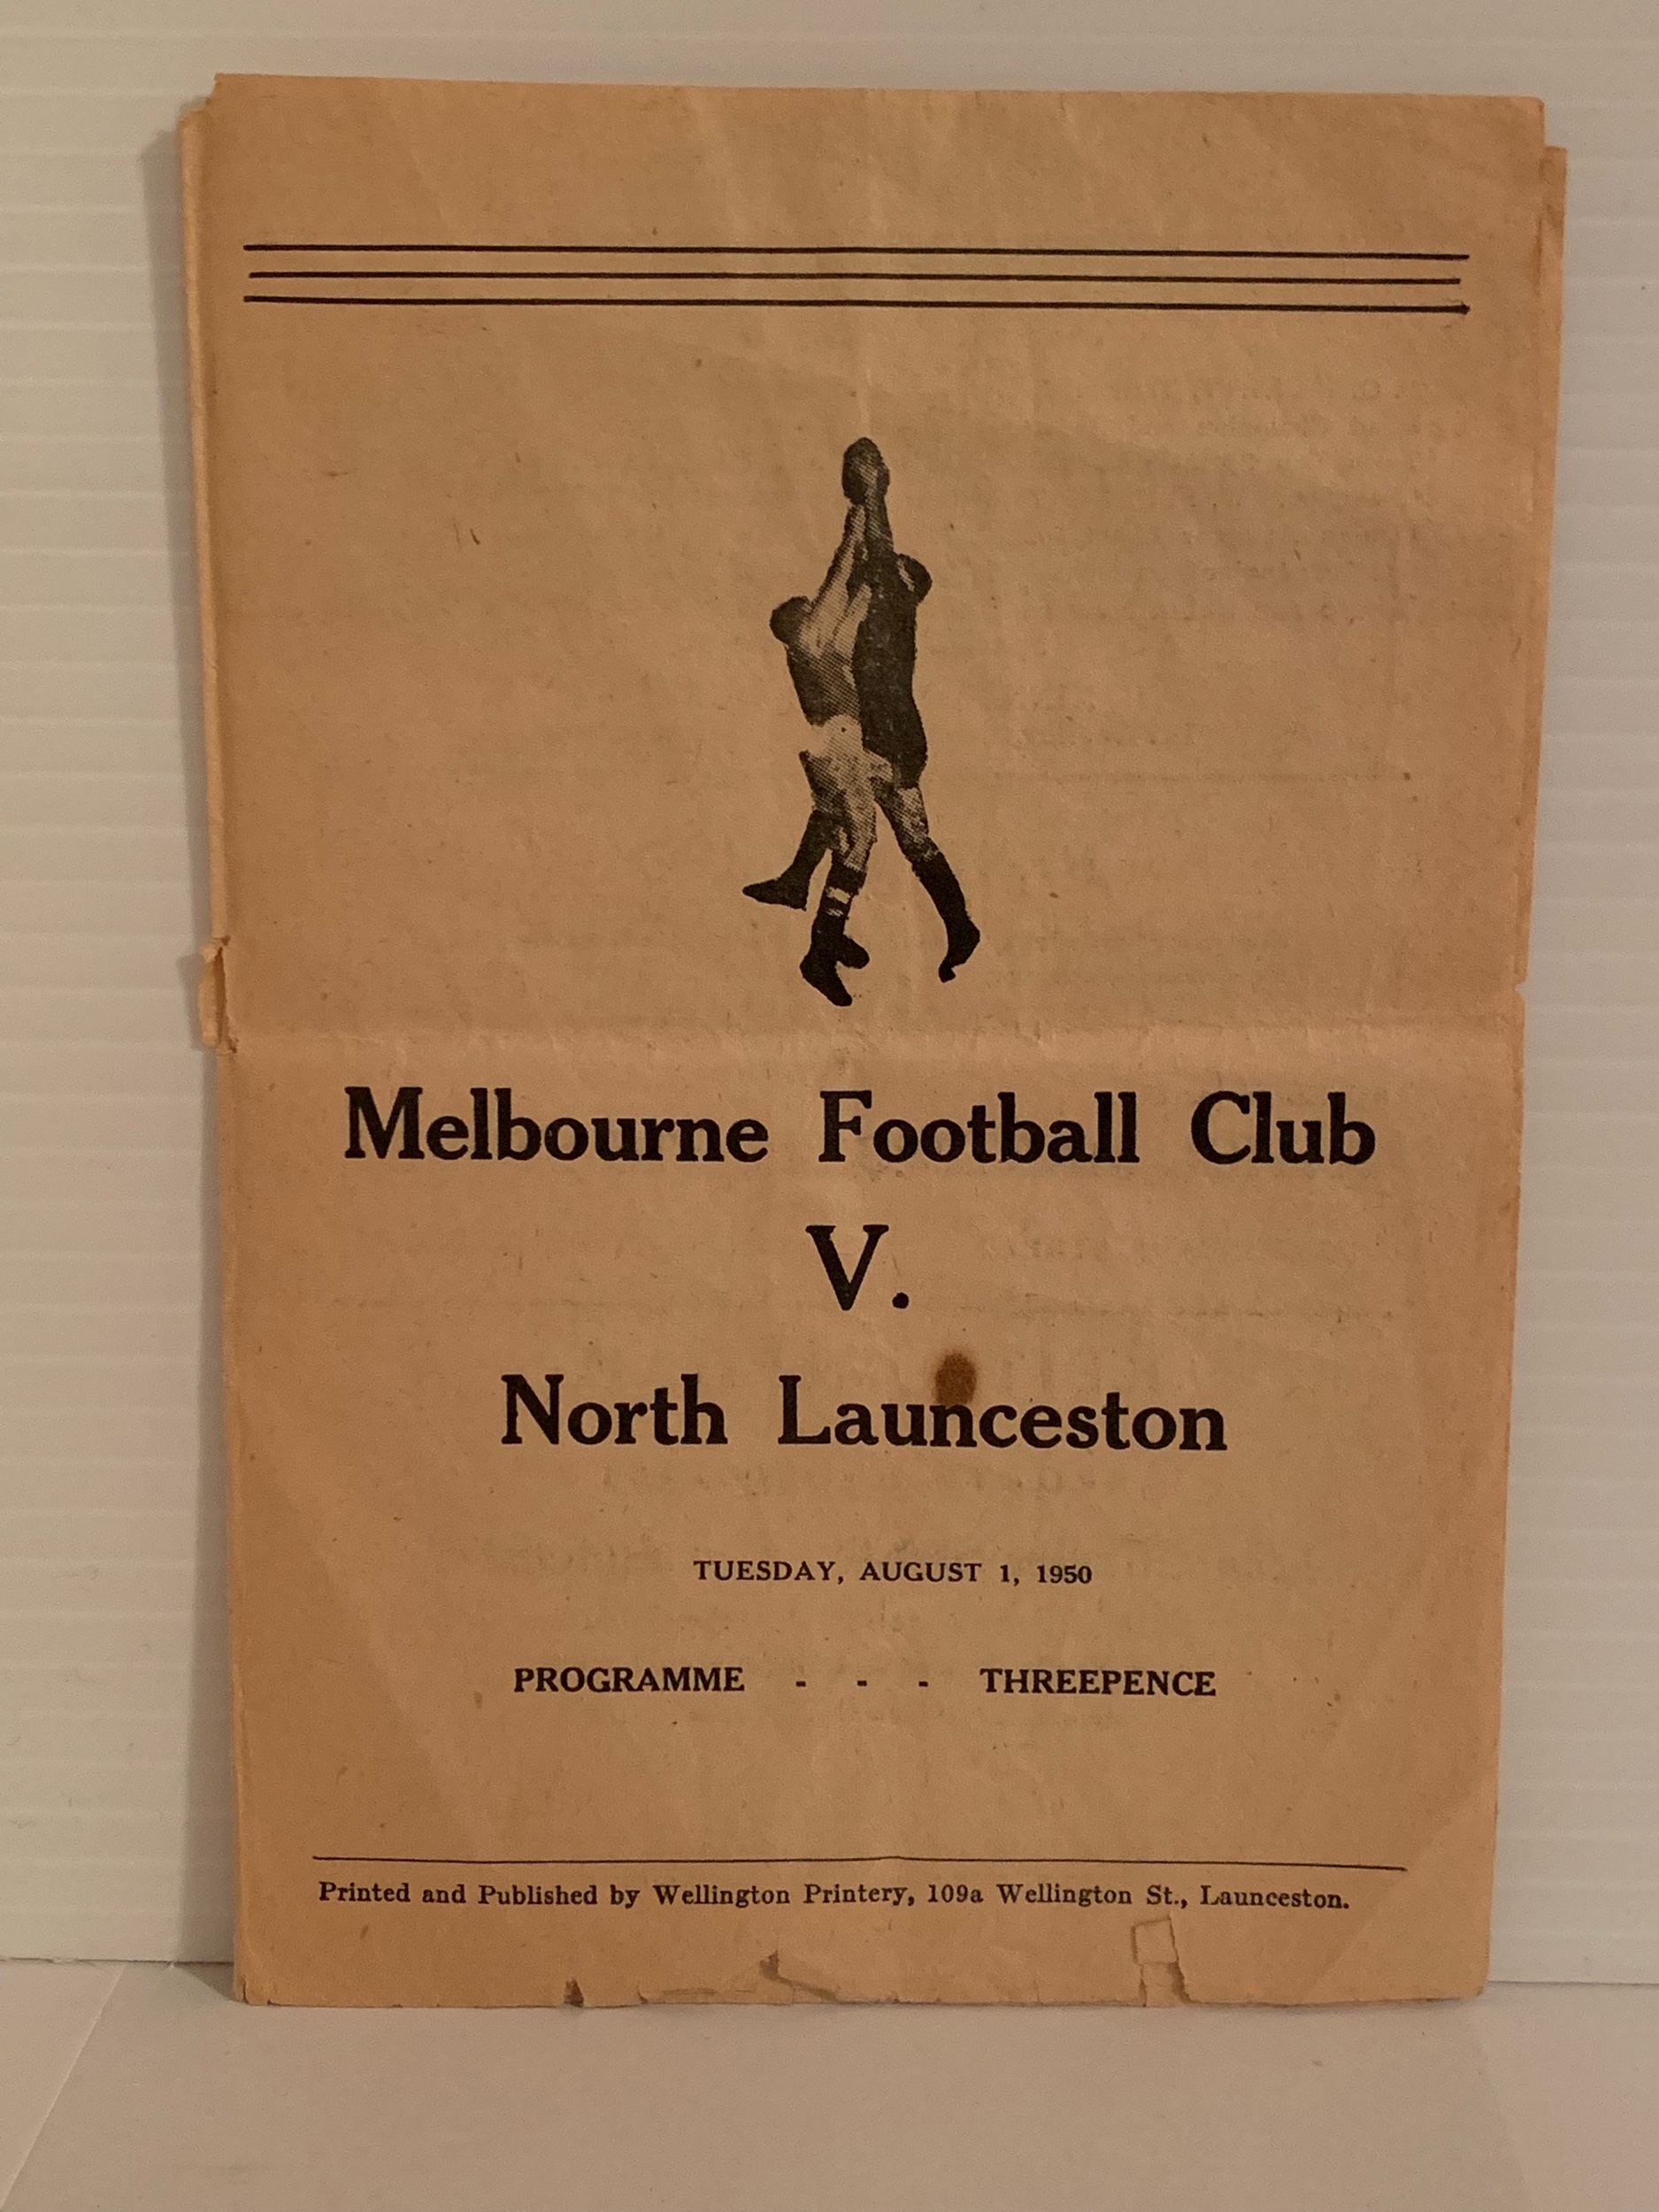 Melbourne Football Club
V.
North Launceston
TUESDAY, AUGUST 1, 1950
PROGRAMME - - - THREEPENCE
Printed and Published by Wellington Printery, 109a Wellington St., Launceston.